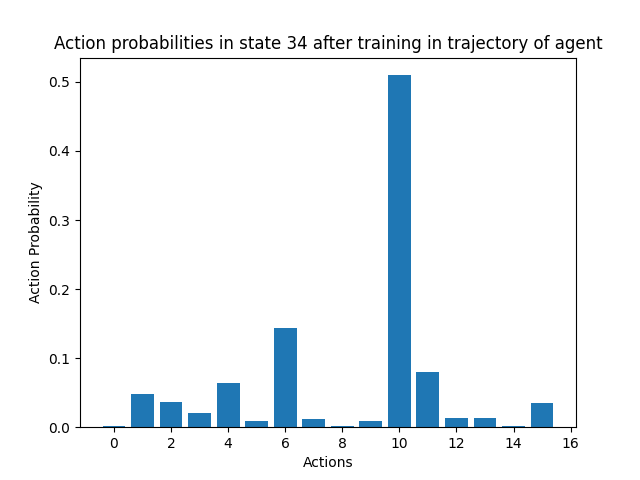 Action probabilities in state 34 after training in trajectory of agent
0.5
0.4
0.3
0.2
0.1
0.0
Action Probability
0 2 4 6 8 10 12 14 16
Actions